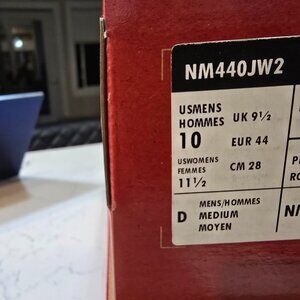 NM440JW2
USMENS
HOMMES
10
UK 9½
EUR 44
USWOMENS
FEMMES
11½
CM 28
D
MENS/HOMMES
MEDIUM
MOYEN